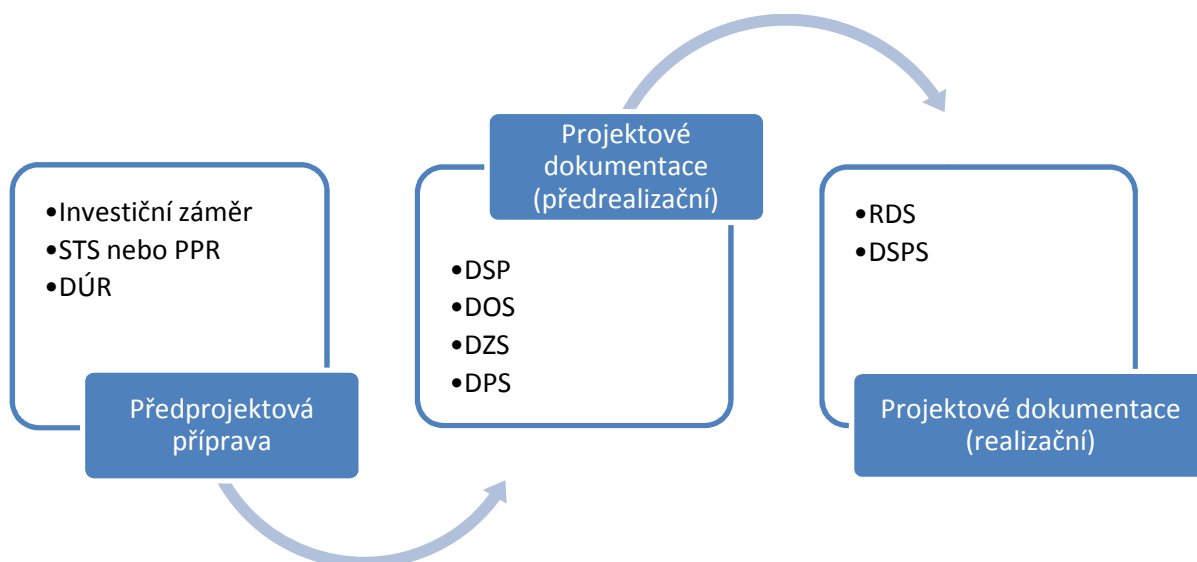 •Investiční záměr
•STS nebo PPR
•DÚR
Předprojektová
příprava
Projektové
dokumentace
(předrealizační)
•DSP
•DOS
•DZS
•DPS
•RDS
•DSPS
Projektové dokumentace
(realizační)